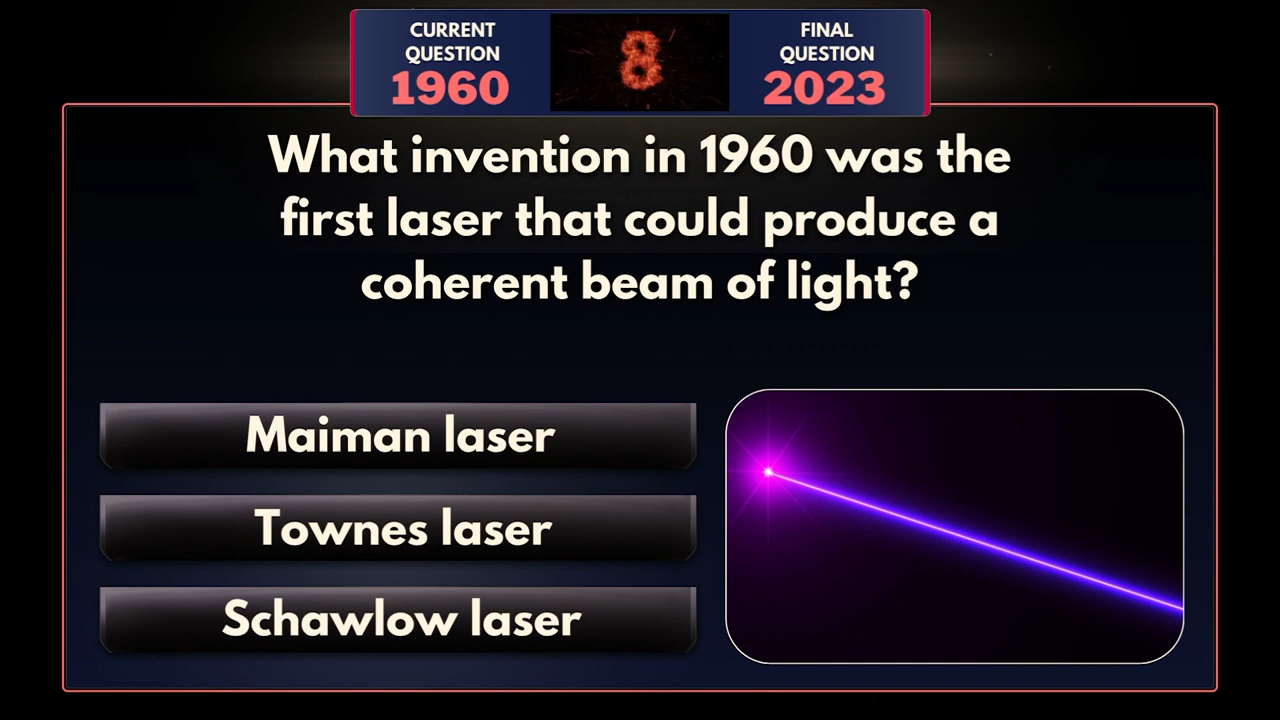 CURRENT
QUESTION
1960
8
FINAL
QUESTION
2023
What invention in 1960 was the
first laser that could produce a
coherent beam of light?
Maiman laser
Townes laser
Schawlow laser